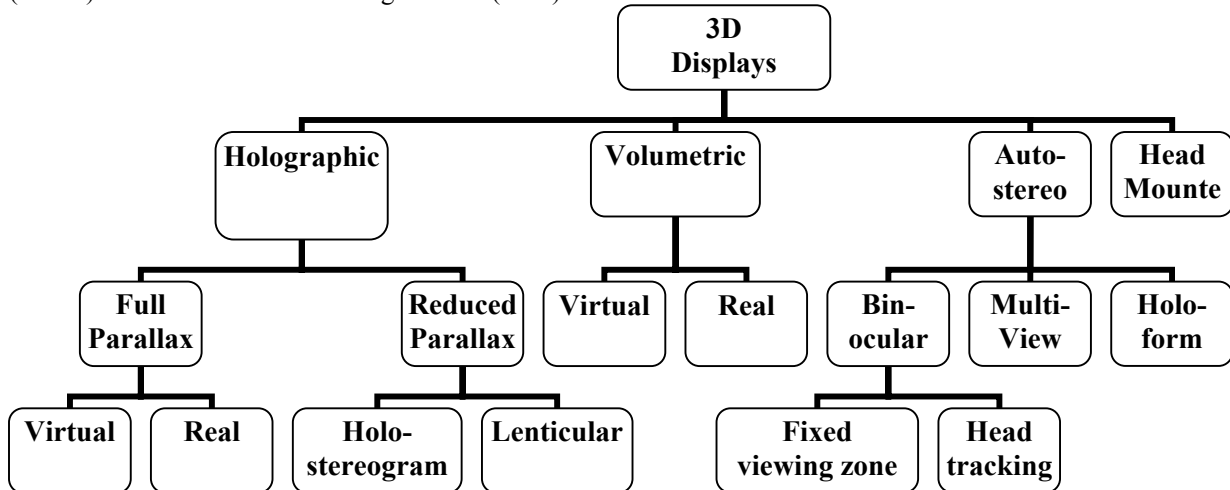 3D
Displays
Holographic
Volumetric
Auto-
stereo
Head
Mounte
Full
Parallax
Reduced
Parallax
Virtual
Real
Bin-
ocular
Multi-
View
Holo-
form
Virtual
Real
Holo-
stereogram
Lenticular
Fixed
viewing zone
Head
tracking